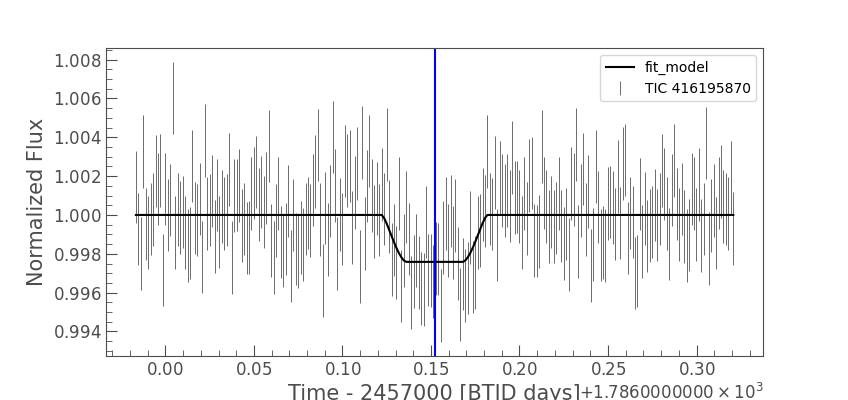 1.008
1.006
1.004
1.002
1.000
0.998
0.996
0.994
Normalized Flux
fit_model
TIC 416195870
0.00 0.05 0.10 0.15 0.20 0.25 0.30
Time - 2457000 [BTJD days]
+1.7860000000 × 10³